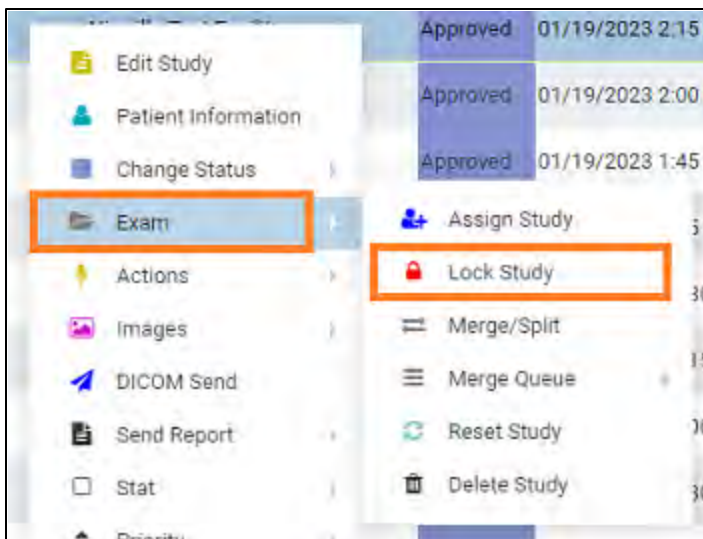 Approved 01/19/2023 2:15
Edit Study
Approved 01/19/2023 2:00
Patient Information
Change Status
Approved 01/19/2023 1:45
Exam
Assign Study
Actions
Lock Study
Images
Merge/Split
DICOM Send
Merge Queue
Send Report
Reset Study
Stat
Delete Study
Priority